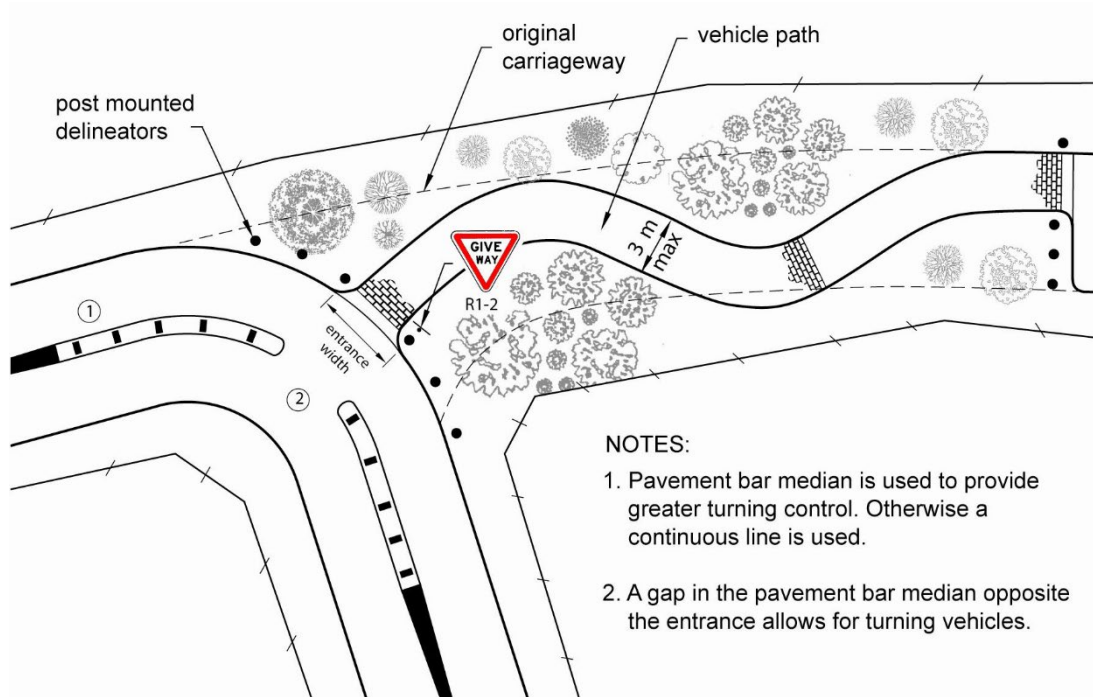 original
carriageway
vehicle path
post mounted
delineators
GIVE
WAY
R1-2
3 m
max
entrance
width
1
2
NOTES:
1. Pavement bar median is used to provide
greater turning control. Otherwise a
continuous line is used.
2. A gap in the pavement bar median opposite
the entrance allows for turning vehicles.